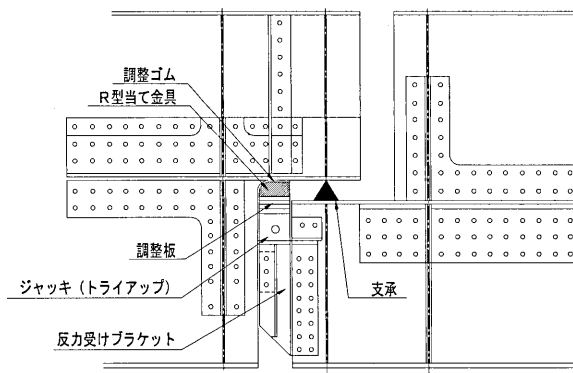 調整ゴム
R型当て金具
調整板
ジャッキ（トライアップ）
支承
反力受けブラケット